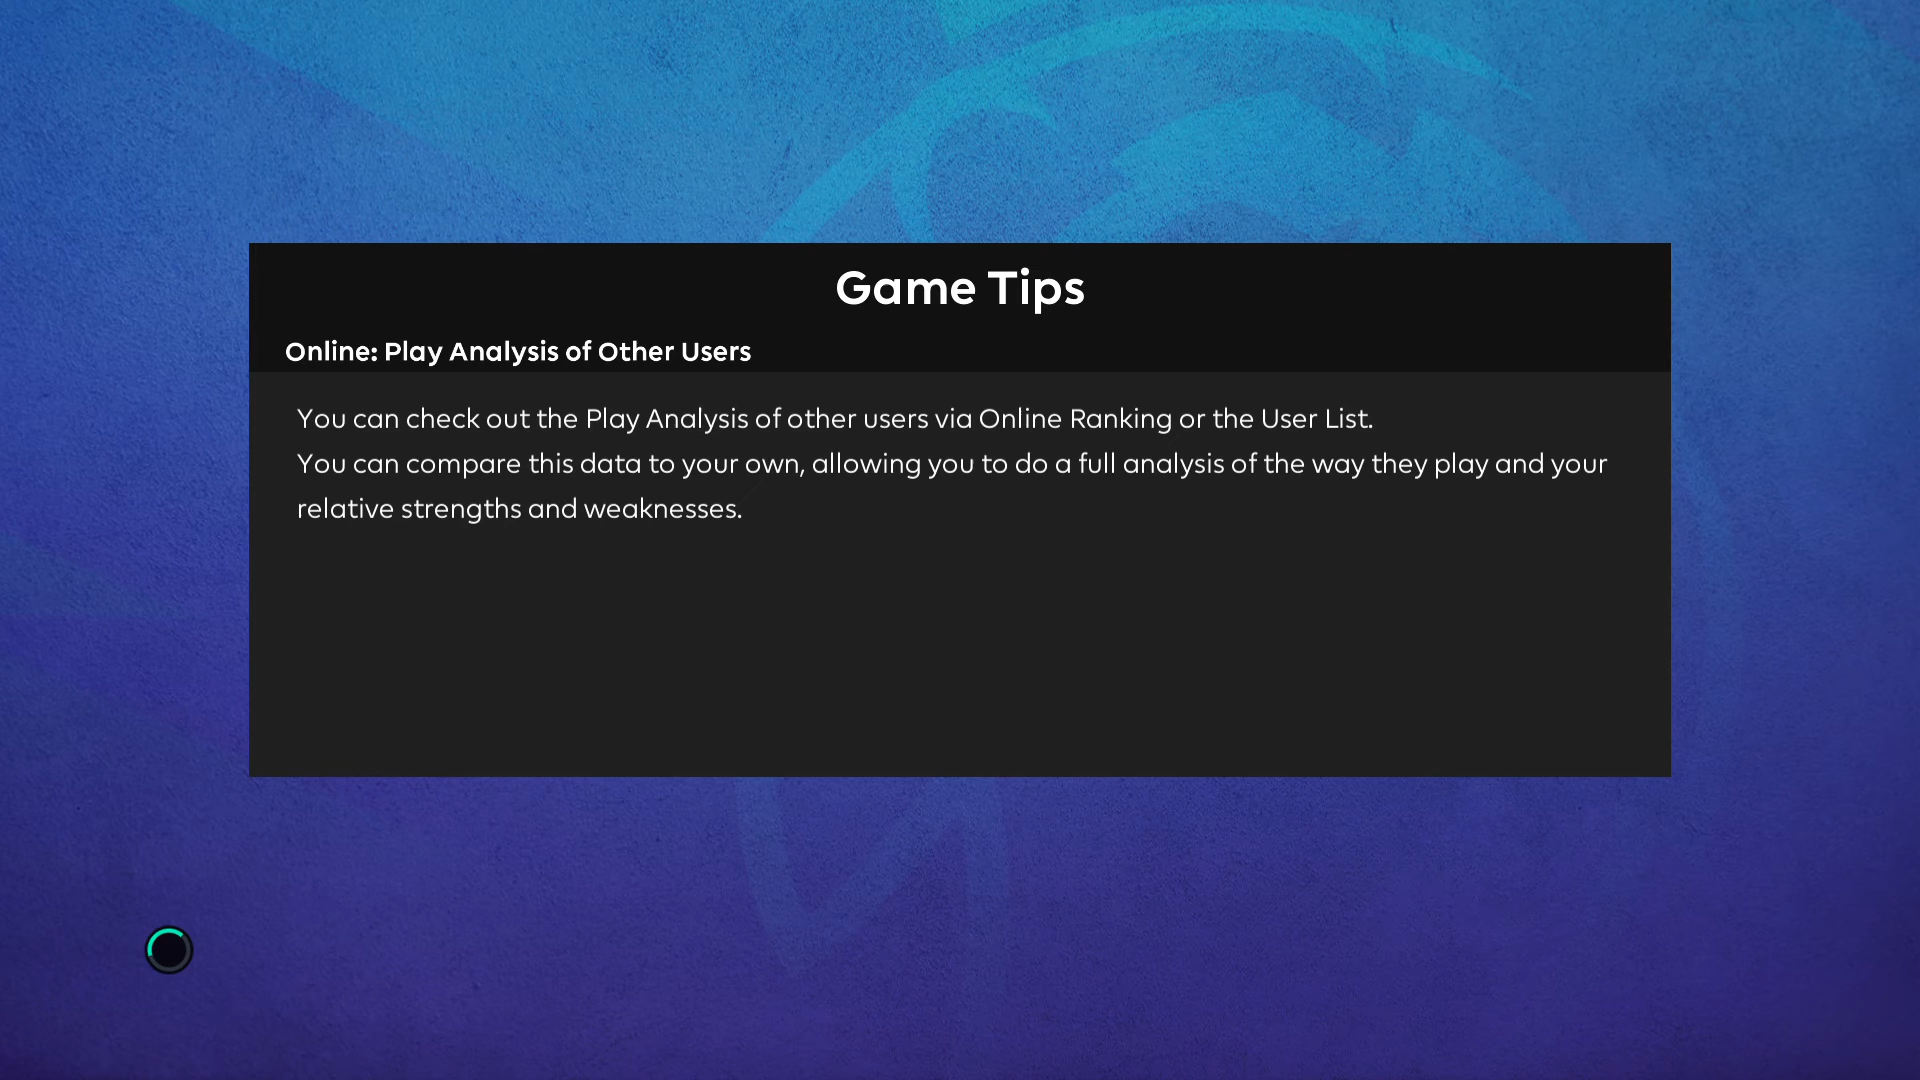 Game Tips
Online: Play Analysis of Other Users
You can check out the Play Analysis of other users via Online Ranking or the User List.
You can compare this data to your own, allowing you to do a full analysis of the way they play and your
relative strengths and weaknesses.